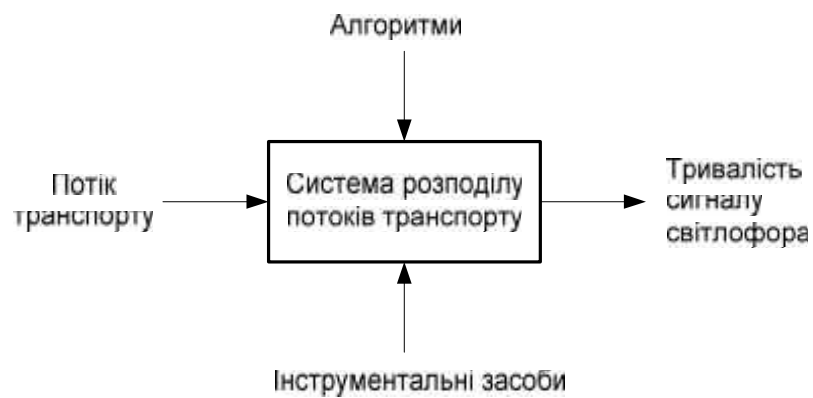 Алгоритми
Потік
транспорту
Система розподілу
потоків транспорту
Тривалість
сигналу
світлофора
Інструментальні засоби